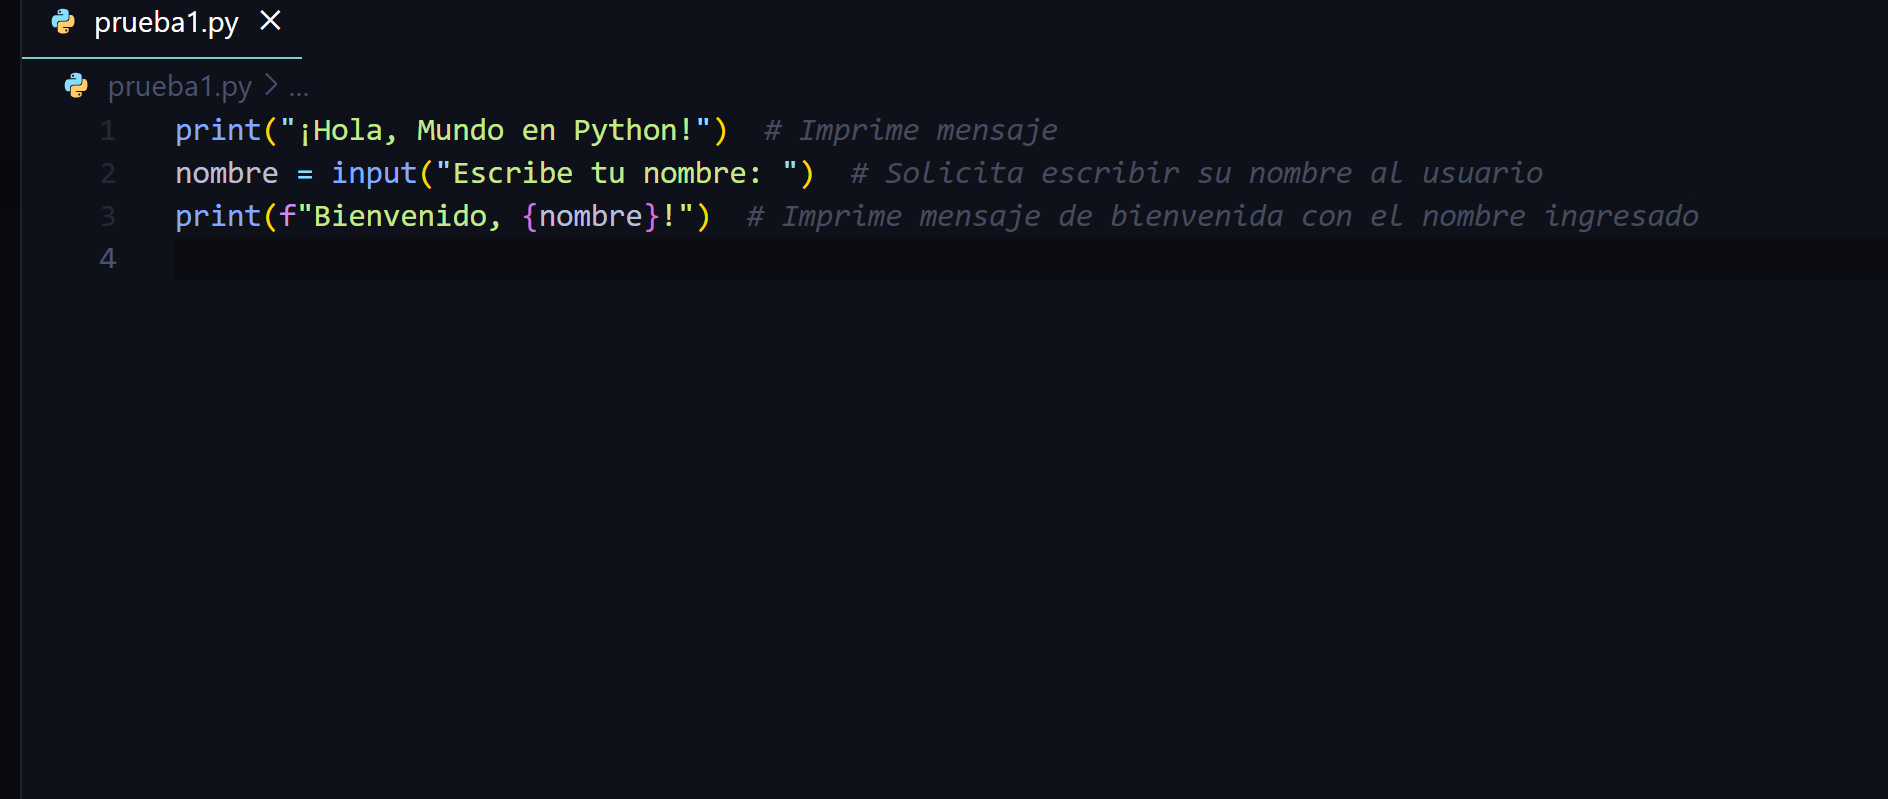 prueba1.py
prueba1.py > ...
1 print("¡Hola, Mundo en Python!")  # Imprime mensaje
2 nombre = input("Escribe tu nombre: ")  # Solicita escribir su nombre al usuario
3 print(f"Bienvenido, {nombre}!")  # Imprime mensaje de bienvenida con el nombre ingresado
4